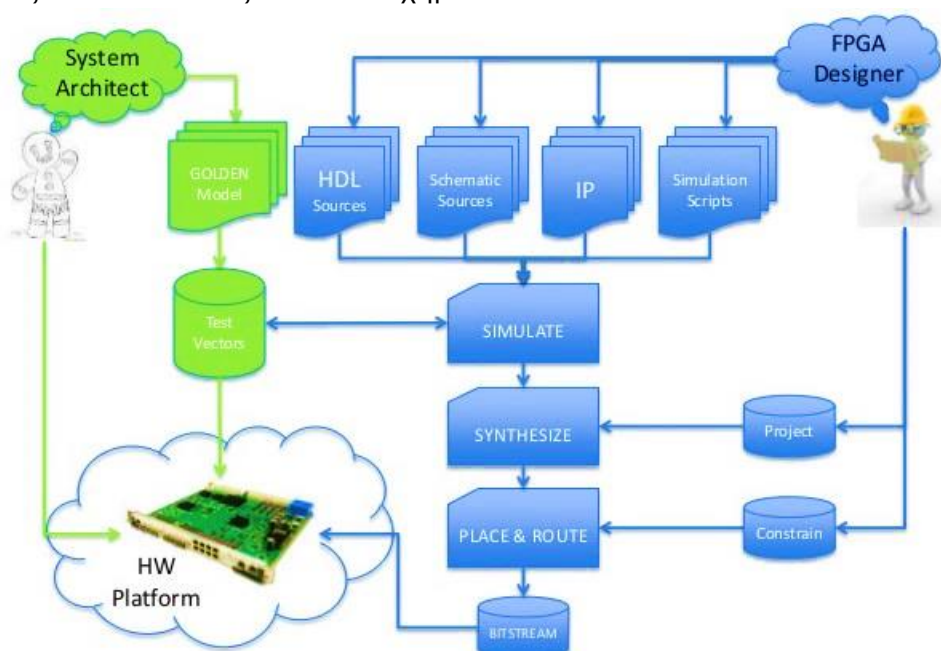 System
Architect
FPGA
Designer
GOLDEN
Model
HDL
Sources
Schematic
Sources
IP
Simulation
Scripts
Test
Vectors
SIMULATE
SYNTHESIZE
Project
PLACE & ROUTE
Constrain
HW
Platform
BITSTREAM